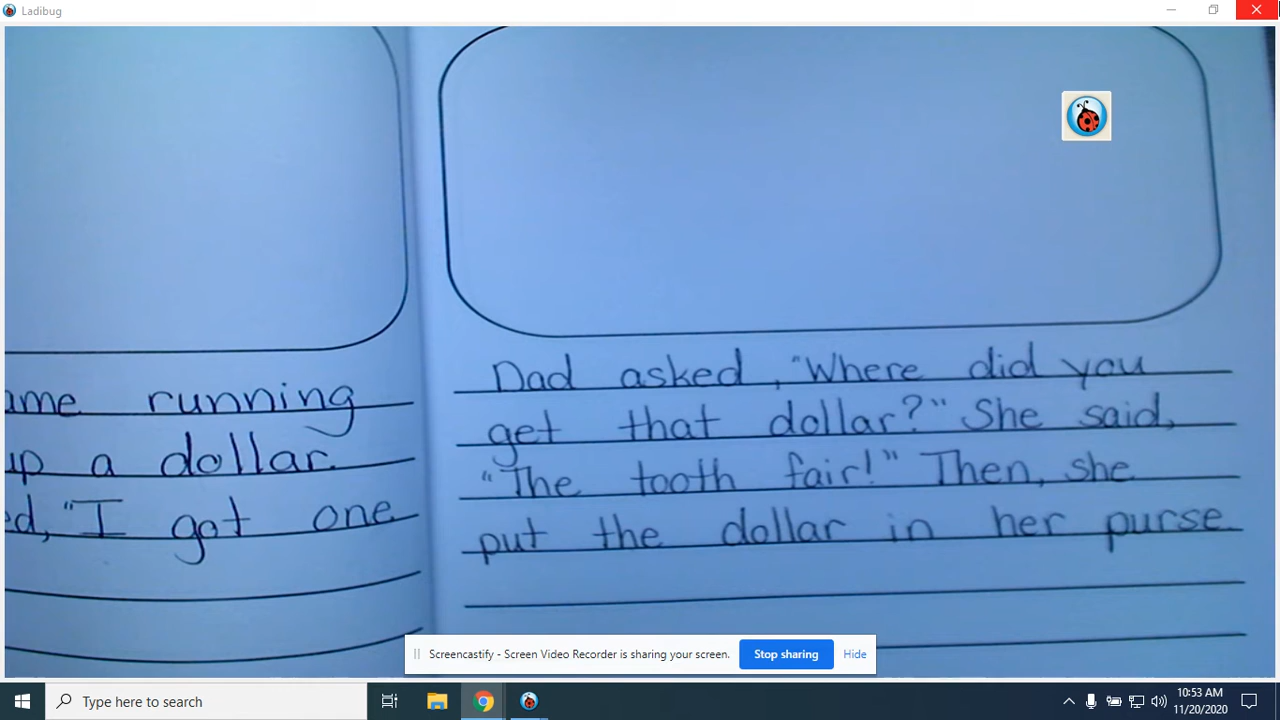 Ladibug
ame running
up a dollar.
ed, "I got one
Dad asked, "Where did you
get that dollar?" She said,
"The tooth fair!" Then, she
put the dollar in her purse
Screencastify - Screen Video Recorder is sharing your screen.
Stop sharing
Hide
Type here to search
10:53 AM
11/20/2020